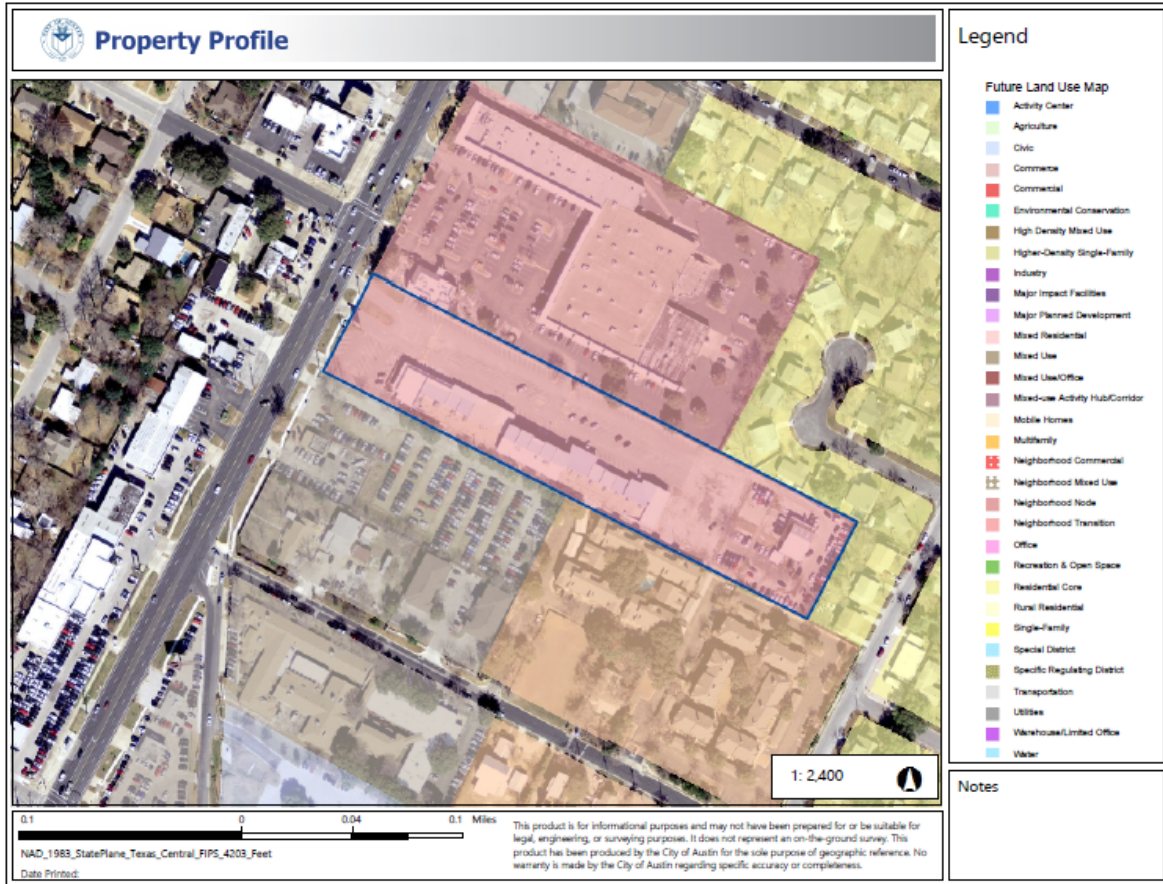 CITY OF AUSTIN
Property Profile
Legend
Future Land Use Map
Activity Center
Agriculture
Civic
Commerce
Commercial
Environmental Conservation
High Density Mixed Use
Higher-Density Single-Family
Industry
Major Impact Facilities
Major Planned Development
Mixed Residential
Mixed Use
Mixed Use/Office
Mixed-use Activity Hub/Corridor
Mobile Homes
Multifamily
Neighborhood Commercial
Neighborhood Mixed Use
Neighborhood Node
Neighborhood Transition
Office
Recreation & Open Space
Residential Core
Rural Residential
Single-Family
Special District
Specific Regulating District
Transportation
Utilities
Warehouse/Limited Office
Water
1: 2,400
Notes
0.1 0 0.04 0.1 Miles
NAD_1983_StatePlane_Texas_Central_FIPS_4203_Feet
Date Printed:
This product is for informational purposes and may not have been prepared for or be suitable for
legal, engineering, or surveying purposes. It does not represent an on-the-ground survey. This
product has been produced by the City of Austin for the sole purpose of geographic reference. No
warranty is made by the City of Austin regarding specific accuracy or completeness.